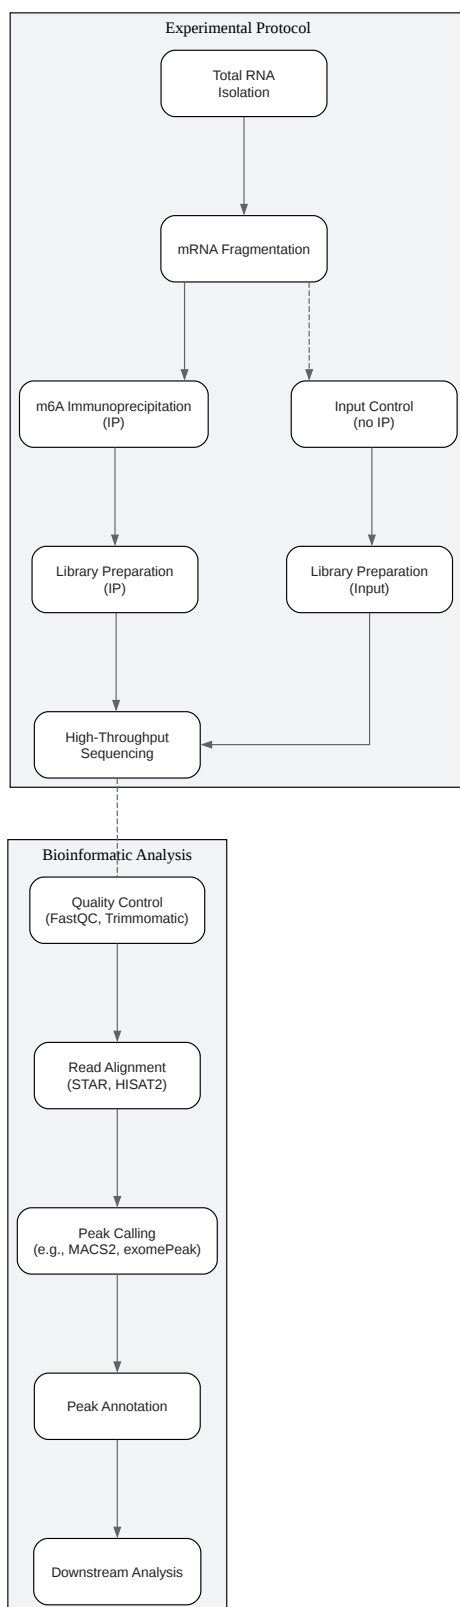 Experimental Protocol
Total RNA
Isolation
mRNA Fragmentation
m6A Immunoprecipitation
(IP)
Input Control
(no IP)
Library Preparation
(IP)
Library Preparation
(Input)
High-Throughput
Sequencing
Bioinformatic Analysis
Quality Control
(FastQC, Trimmomatic)
Read Alignment
(STAR, HISAT2)
Peak Calling
(e.g., MACS2, exomePeak)
Peak Annotation
Downstream Analysis